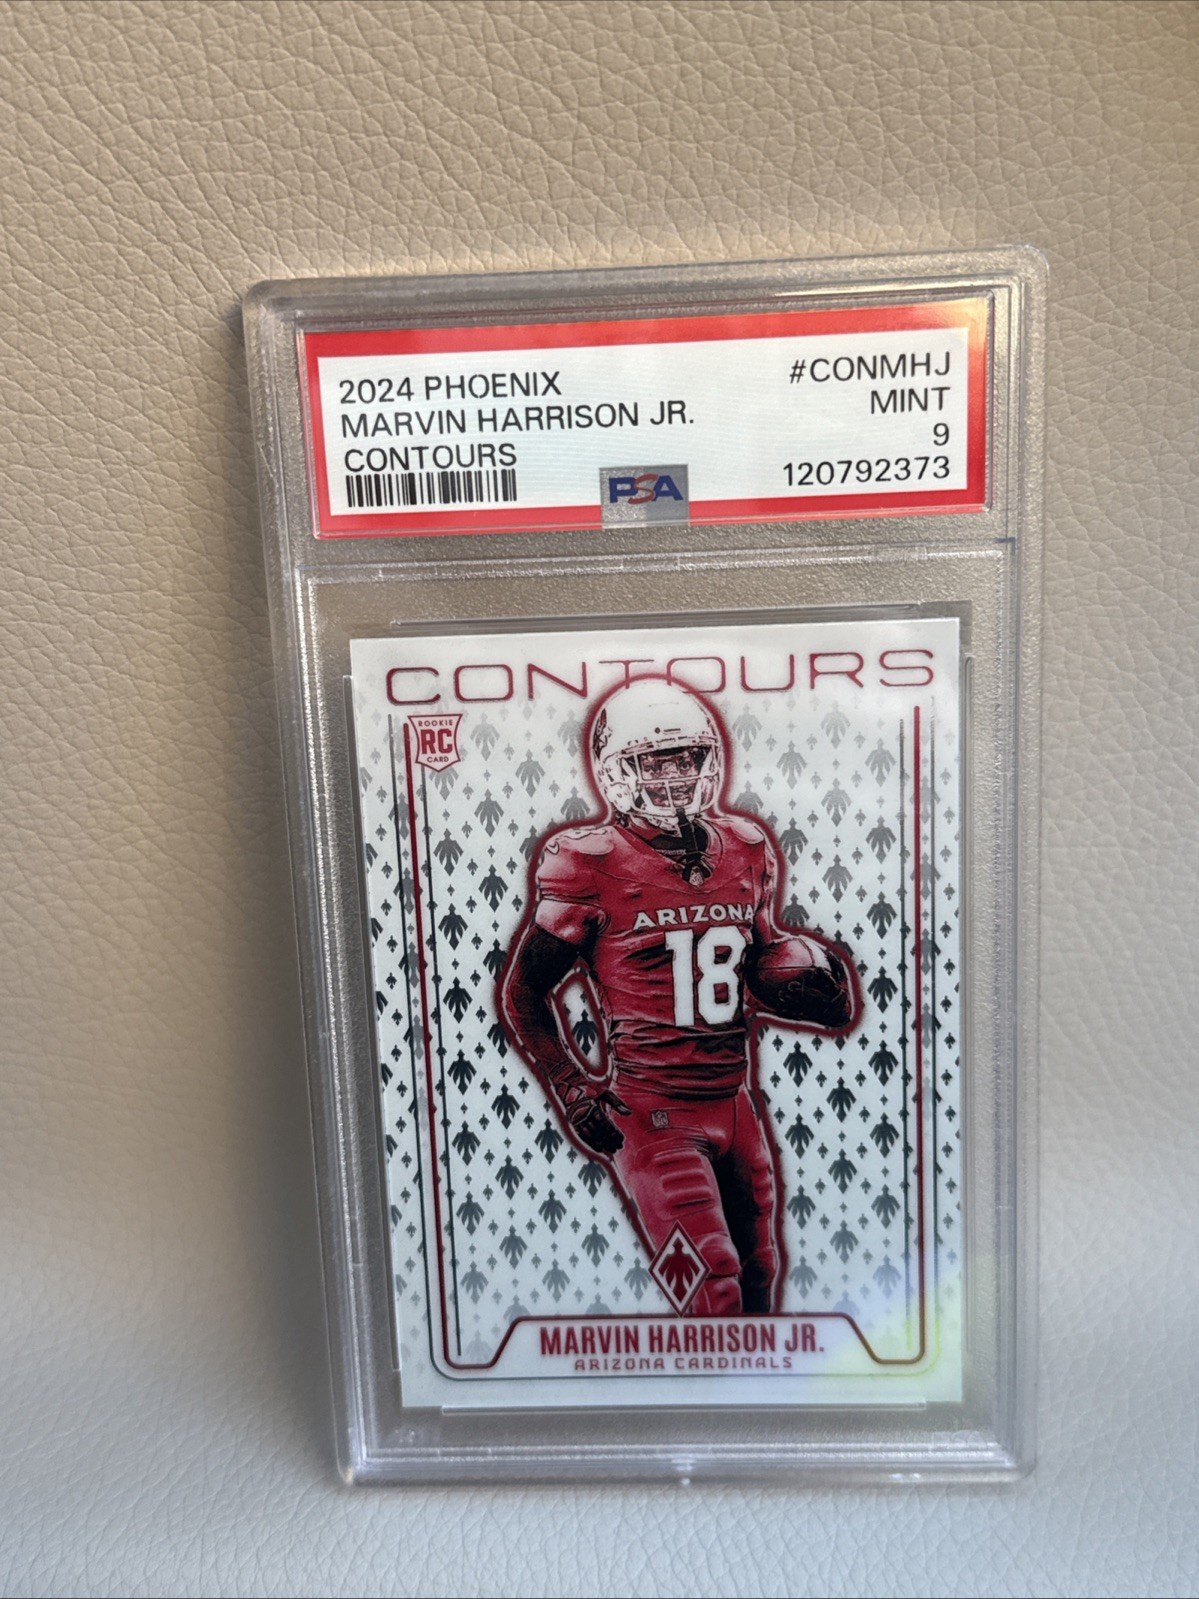 2024 PHOENIX #CONMHJ
MARVIN HARRISON JR. MINT
CONTOURS 9
PSA 120792373
CONTOURS
ROOKIE
RC
CARD
ARIZONA
18
MARVIN HARRISON JR.
ARIZONA CARDINALS